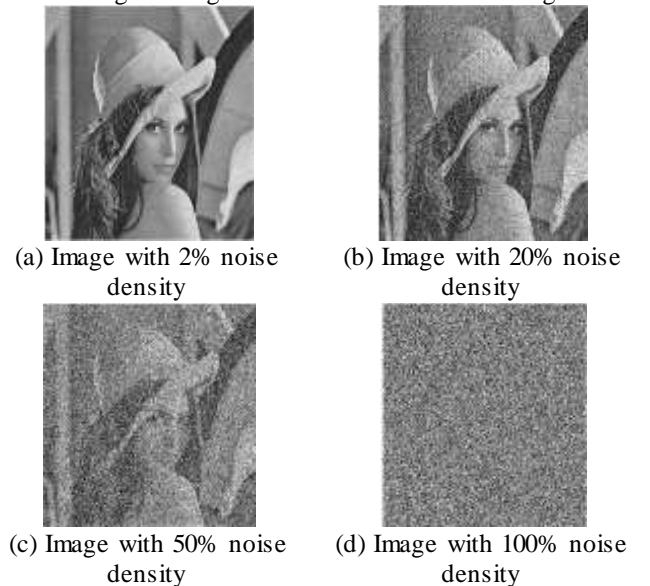 (a) Image with 2% noise
density
(b) Image with 20% noise
density
(c) Image with 50% noise
density
(d) Image with 100% noise
density